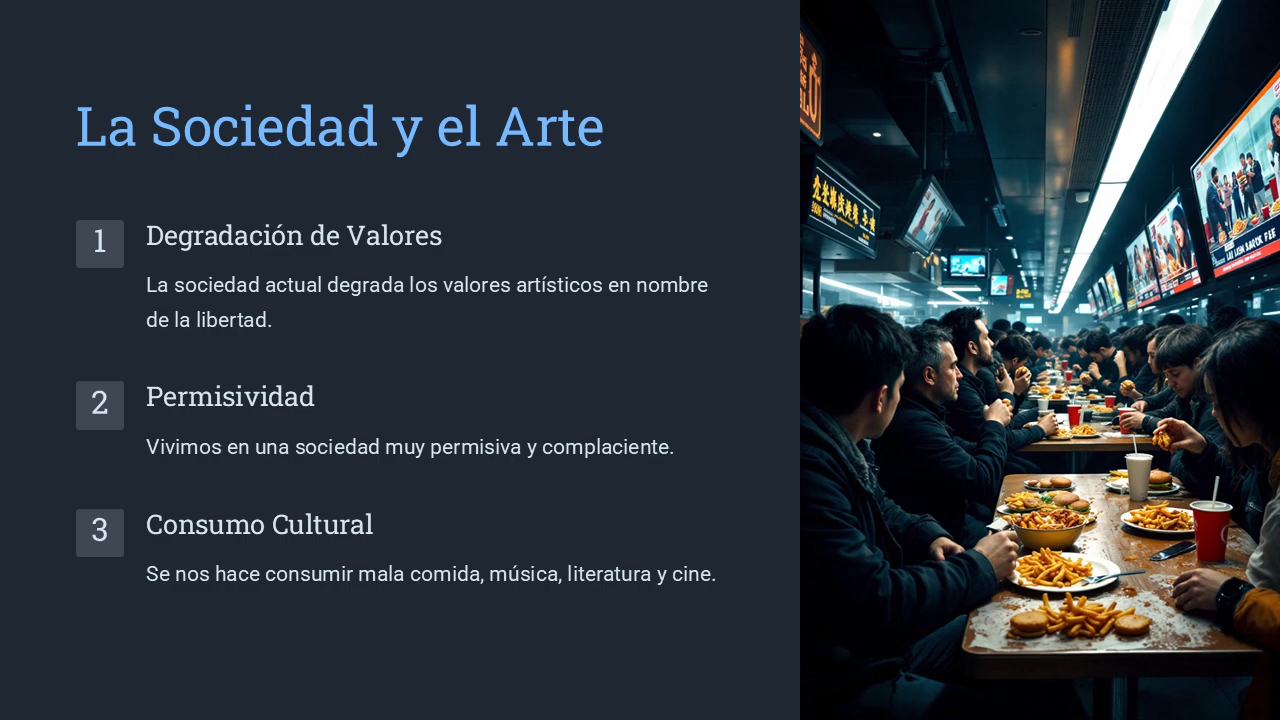 La Sociedad y el Arte
1
Degradación de Valores
La sociedad actual degrada los valores artísticos en nombre
de la libertad.
2
Permisividad
Vivimos en una sociedad muy permisiva y complaciente.
3
Consumo Cultural
Se nos hace consumir mala comida, música, literatura y cine.